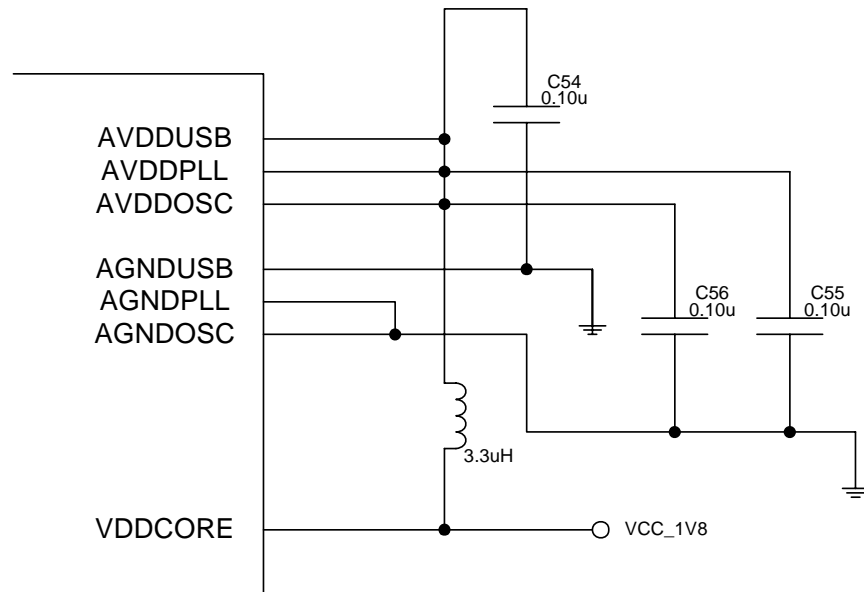 C54
0.10u
AVDDUSB
AVDDPLL
AVDDOSC
AGNDUSB
AGNDPLL
AGNDOSC
C56
0.10u
C55
0.10u
3.3uH
VDDCORE
VCC_1V8